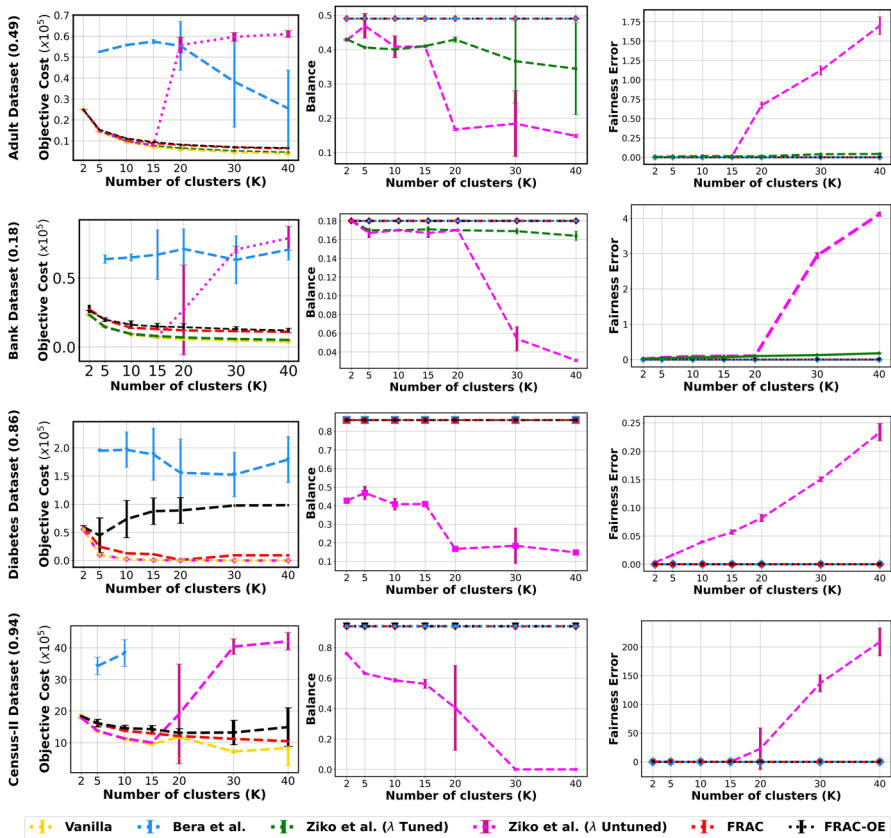 Adult Dataset (0.49)
Objective Cost (x10⁵)
0.7
0.6
0.5
0.4
0.3
0.2
0.1
2 5 10 15 20 30 40
Number of clusters (K)
Balance
0.5
0.4
0.3
0.2
0.1
2 5 10 15 20 30 40
Number of clusters (K)
Fairness Error
1.75
1.50
1.25
1.00
0.75
0.50
0.25
0.00
2 5 10 15 20 30 40
Number of clusters (K)
Bank Dataset (0.18)
Objective Cost (x10⁵)
0.5
0.0
2 5 10 15 20 30 40
Number of clusters (K)
Balance
0.18
0.16
0.14
0.12
0.10
0.08
0.06
0.04
2 5 10 15 20 30 40
Number of clusters (K)
Fairness Error
4
3
2
1
0
2 5 10 15 20 30 40
Number of clusters (K)
Diabetes Dataset (0.86)
Objective Cost (x10⁵)
2.0
1.5
1.0
0.5
0.0
2 5 10 15 20 30 40
Number of clusters (K)
Balance
0.8
0.7
0.6
0.5
0.4
0.3
0.2
0.1
2 5 10 15 20 30 40
Number of clusters (K)
Fairness Error
0.25
0.20
0.15
0.10
0.05
0.00
2 5 10 15 20 30 40
Number of clusters (K)
Census-II Dataset (0.94)
Objective Cost (x10⁵)
40
30
20
10
2 5 10 15 20 30 40
Number of clusters (K)
Balance
0.8
0.6
0.4
0.2
0.0
2 5 10 15 20 30 40
Number of clusters (K)
Fairness Error
200
150
100
50
0
2 5 10 15 20 30 40
Number of clusters (K)
Vanilla Bera et al. Ziko et al. (λ Tuned) Ziko et al. (λ Untuned) FRAC FRAC-OE